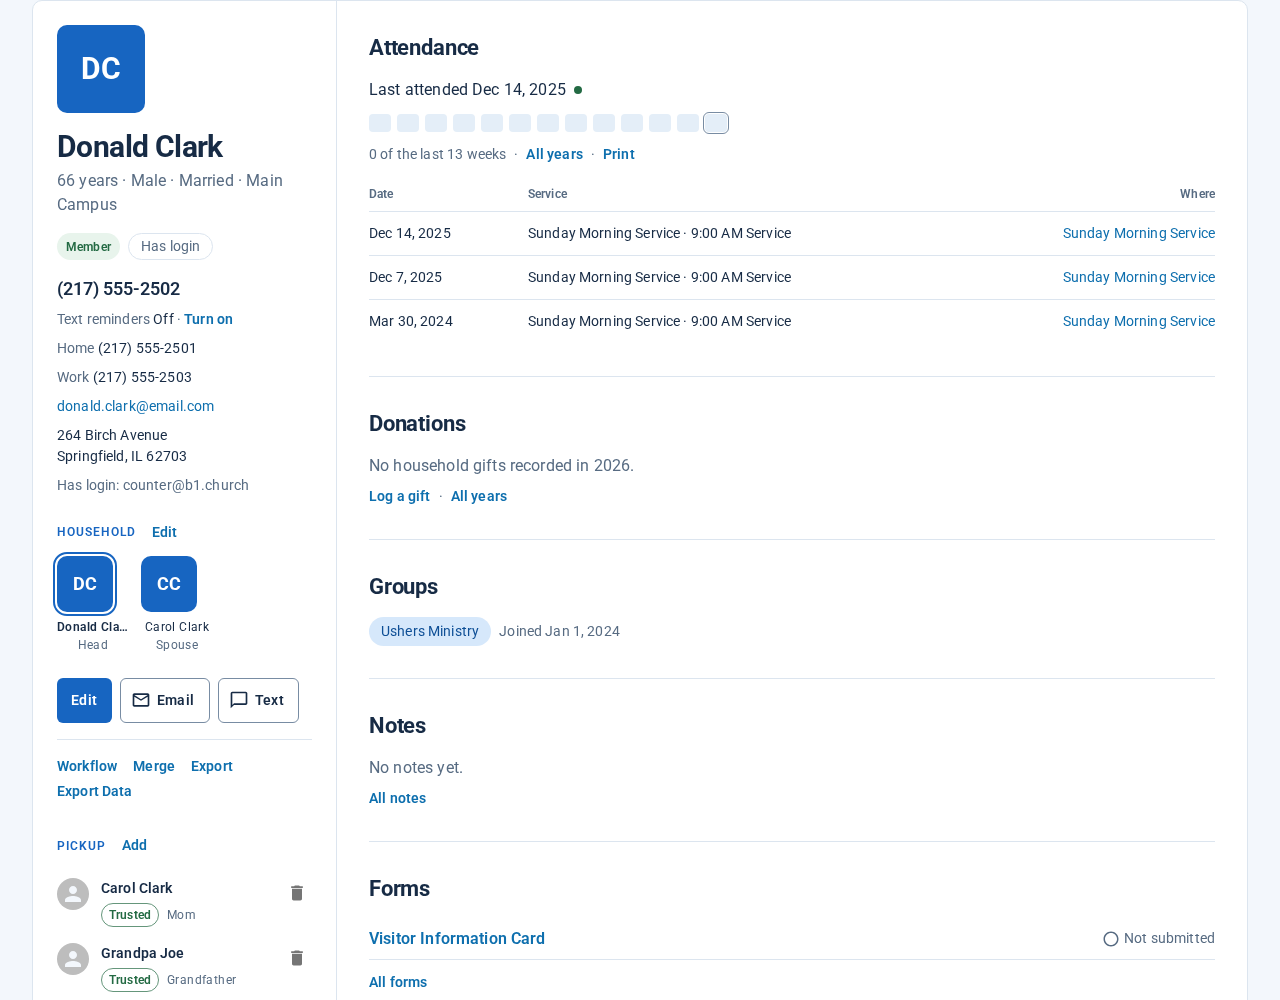 DC
Donald Clark
66 years · Male · Married · Main
Campus
Member
Has login
(217) 555-2502
Text reminders Off · Turn on
Home (217) 555-2501
Work (217) 555-2503
donald.clark@email.com
264 Birch Avenue
Springfield, IL 62703
Has login: counter@b1.church
HOUSEHOLD Edit
DC CC
Donald Cla... Carol Clark
Head Spouse
Edit Email Text
Workflow Merge Export
Export Data
PICKUP Add
Carol Clark
Trusted Mom
Grandpa Joe
Trusted Grandfather
Attendance
Last attended Dec 14, 2025
0 of the last 13 weeks · All years · Print
Date Service Where
Dec 14, 2025 Sunday Morning Service · 9:00 AM Service Sunday Morning Service
Dec 7, 2025 Sunday Morning Service · 9:00 AM Service Sunday Morning Service
Mar 30, 2024 Sunday Morning Service · 9:00 AM Service Sunday Morning Service
Donations
No household gifts recorded in 2026.
Log a gift · All years
Groups
Ushers Ministry Joined Jan 1, 2024
Notes
No notes yet.
All notes
Forms
Visitor Information Card Not submitted
All forms